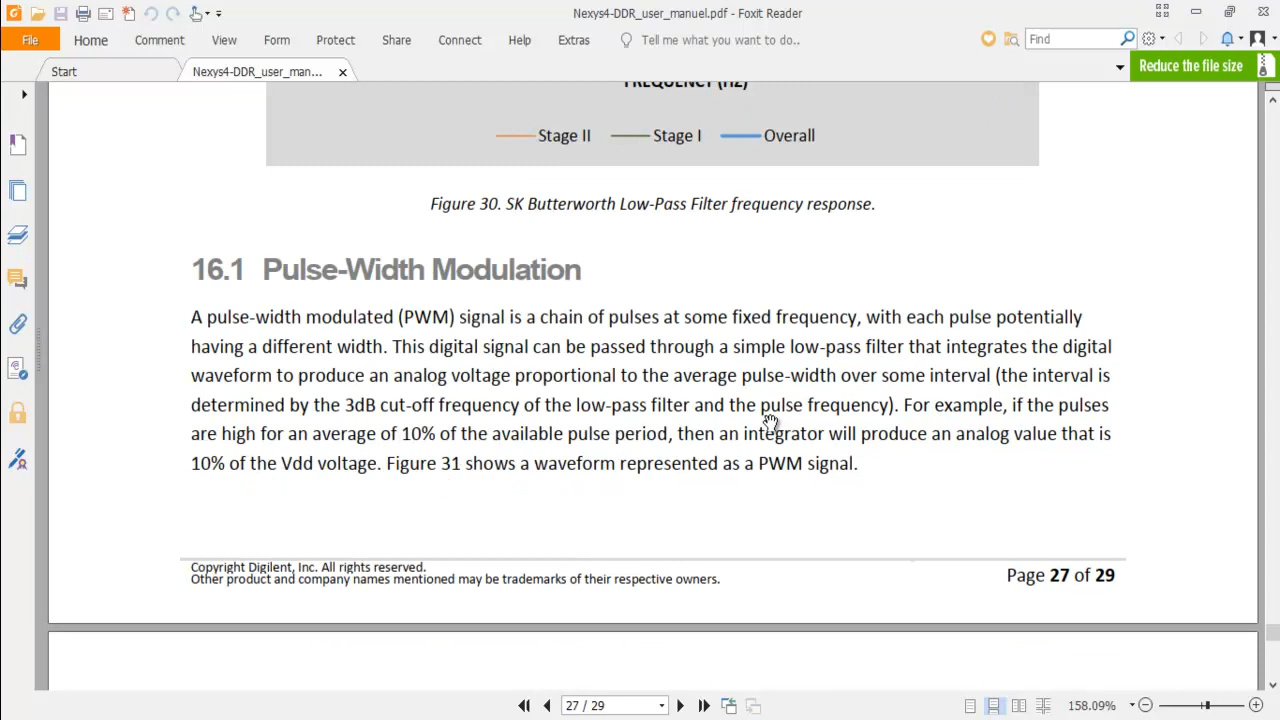 Nexys4-DDR_user_manuel.pdf - Foxit Reader
File Home Comment View Form Protect Share Connect Help Extras Tell me what you want to do.. Find
Start Nexys4-DDR_user_man... Reduce the file size
FREQUENCY (HZ)
Stage II Stage I Overall
Figure 30. SK Butterworth Low-Pass Filter frequency response.
16.1 Pulse-Width Modulation
A pulse-width modulated (PWM) signal is a chain of pulses at some fixed frequency, with each pulse potentially
having a different width. This digital signal can be passed through a simple low-pass filter that integrates the digital
waveform to produce an analog voltage proportional to the average pulse-width over some interval (the interval is
determined by the 3dB cut-off frequency of the low-pass filter and the pulse frequency). For example, if the pulses
are high for an average of 10% of the available pulse period, then an integrator will produce an analog value that is
10% of the Vdd voltage. Figure 31 shows a waveform represented as a PWM signal.
Copyright Digilent, Inc. All rights reserved.
Other product and company names mentioned may be trademarks of their respective owners.
Page 27 of 29
27 / 29 158.09%